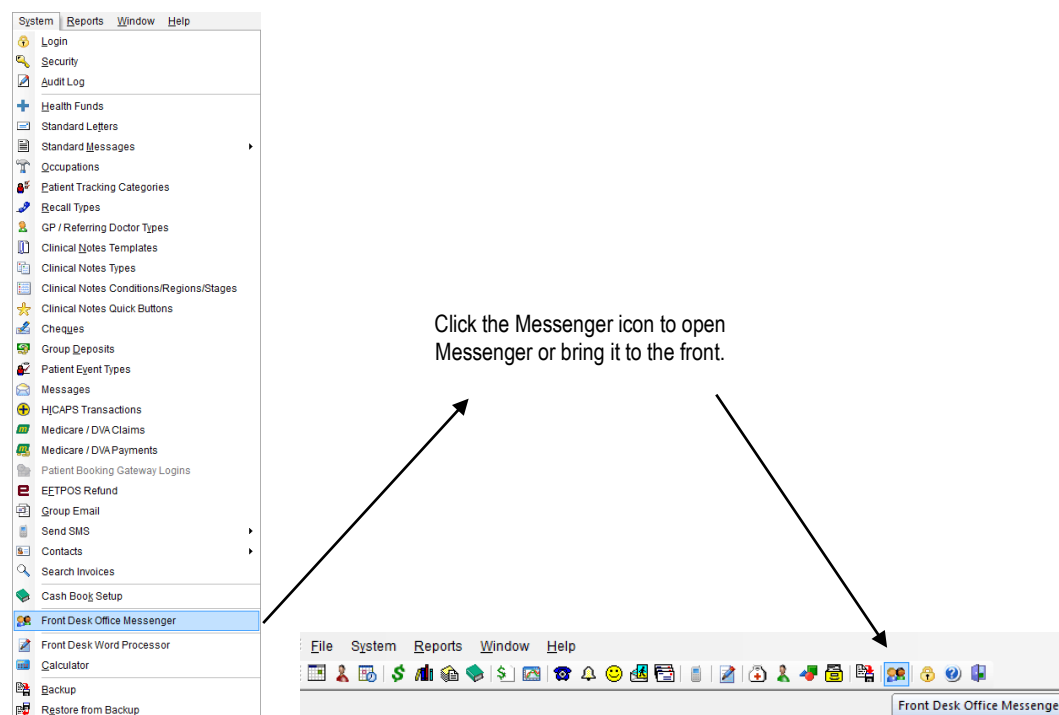 System Reports Window Help
Login
Security
Audit Log
Health Funds
Standard Letters
Standard Messages
Occupations
Patient Tracking Categories
Recall Types
GP / Referring Doctor Types
Clinical Notes Templates
Clinical Notes Types
Clinical Notes Conditions/Regions/Stages
Clinical Notes Quick Buttons
Cheques
Group Deposits
Patient Event Types
Messages
HICAPS Transactions
Medicare / DVA Claims
Medicare / DVA Payments
Patient Booking Gateway Logins
EFTPOS Refund
Group Email
Send SMS
Contacts
Search Invoices
Cash Book Setup
Front Desk Office Messenger
Front Desk Word Processor
Calculator
Backup
Restore from Backup
Click the Messenger icon to open
Messenger or bring it to the front.
File System Reports Window Help
Front Desk Office Messenge